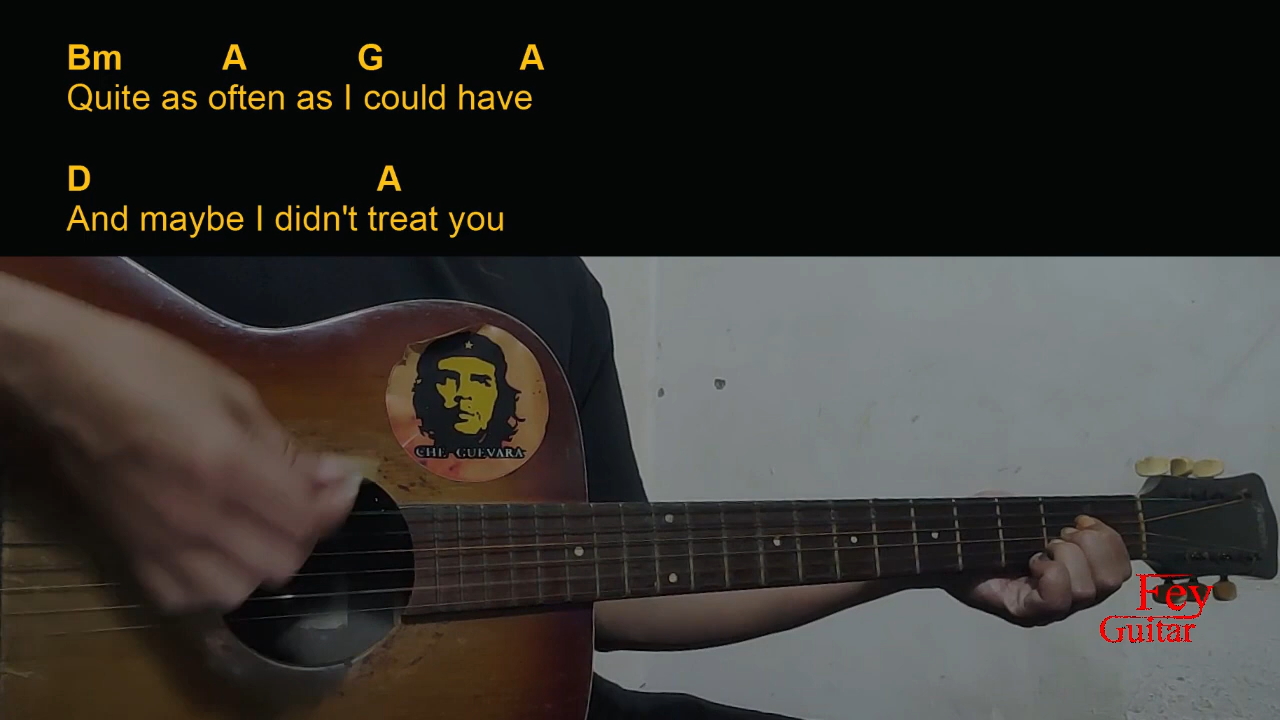 Bm A G A
Quite as often as I could have
D A
And maybe I didn't treat you
CHE GUEVARA
Fey
Guitar